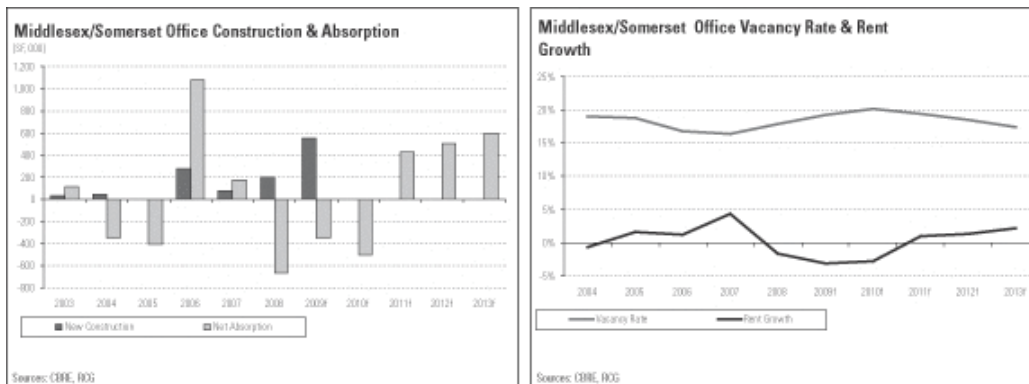 Middlesex/Somerset Office Construction & Absorption
(SF, 000)
1,200
1,000
800
600
400
200
0
-200
-400
-600
-800
2003 2004 2005 2006 2007 2008 2009f 2010f 2011f 2012f 2013f
New Construction Net Absorption
Sources: CBRE, RCG
Middlesex/Somerset Office Vacancy Rate & Rent
Growth
25%
20%
15%
10%
5%
0%
-5%
2004 2005 2006 2007 2008 2009f 2010f 2011f 2012f 2013f
Vacancy Rate Rent Growth
Sources: CBRE, RCG